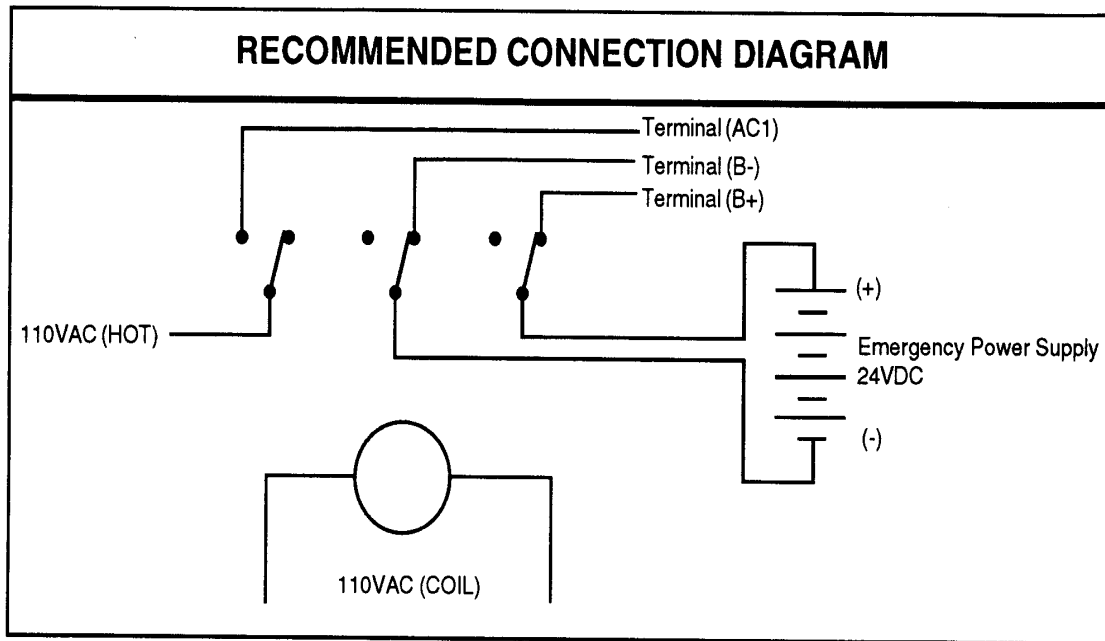 RECOMMENDED CONNECTION DIAGRAM
Terminal (AC1)
Terminal (B-)
Terminal (B+)
(+)
110VAC (HOT)
Emergency Power Supply
24VDC
(-)
110VAC (COIL)